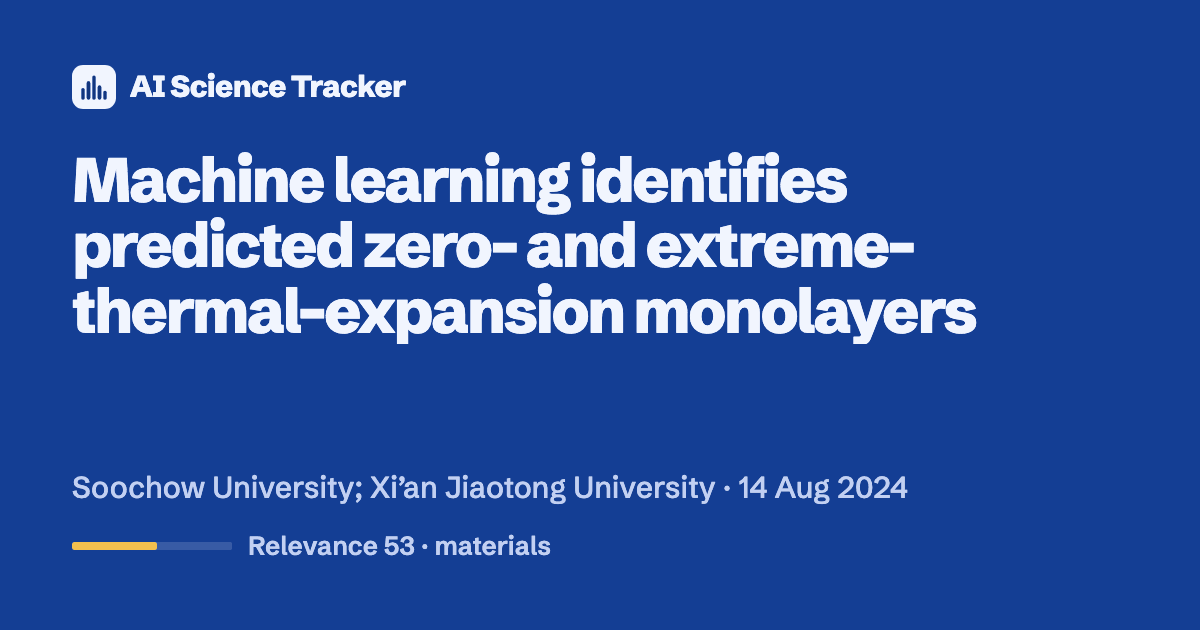 AI Science Tracker
Machine learning identifies
predicted zero- and extreme-
thermal-expansion monolayers
Soochow University; Xi’an Jiaotong University · 14 Aug 2024
Relevance 53 · materials